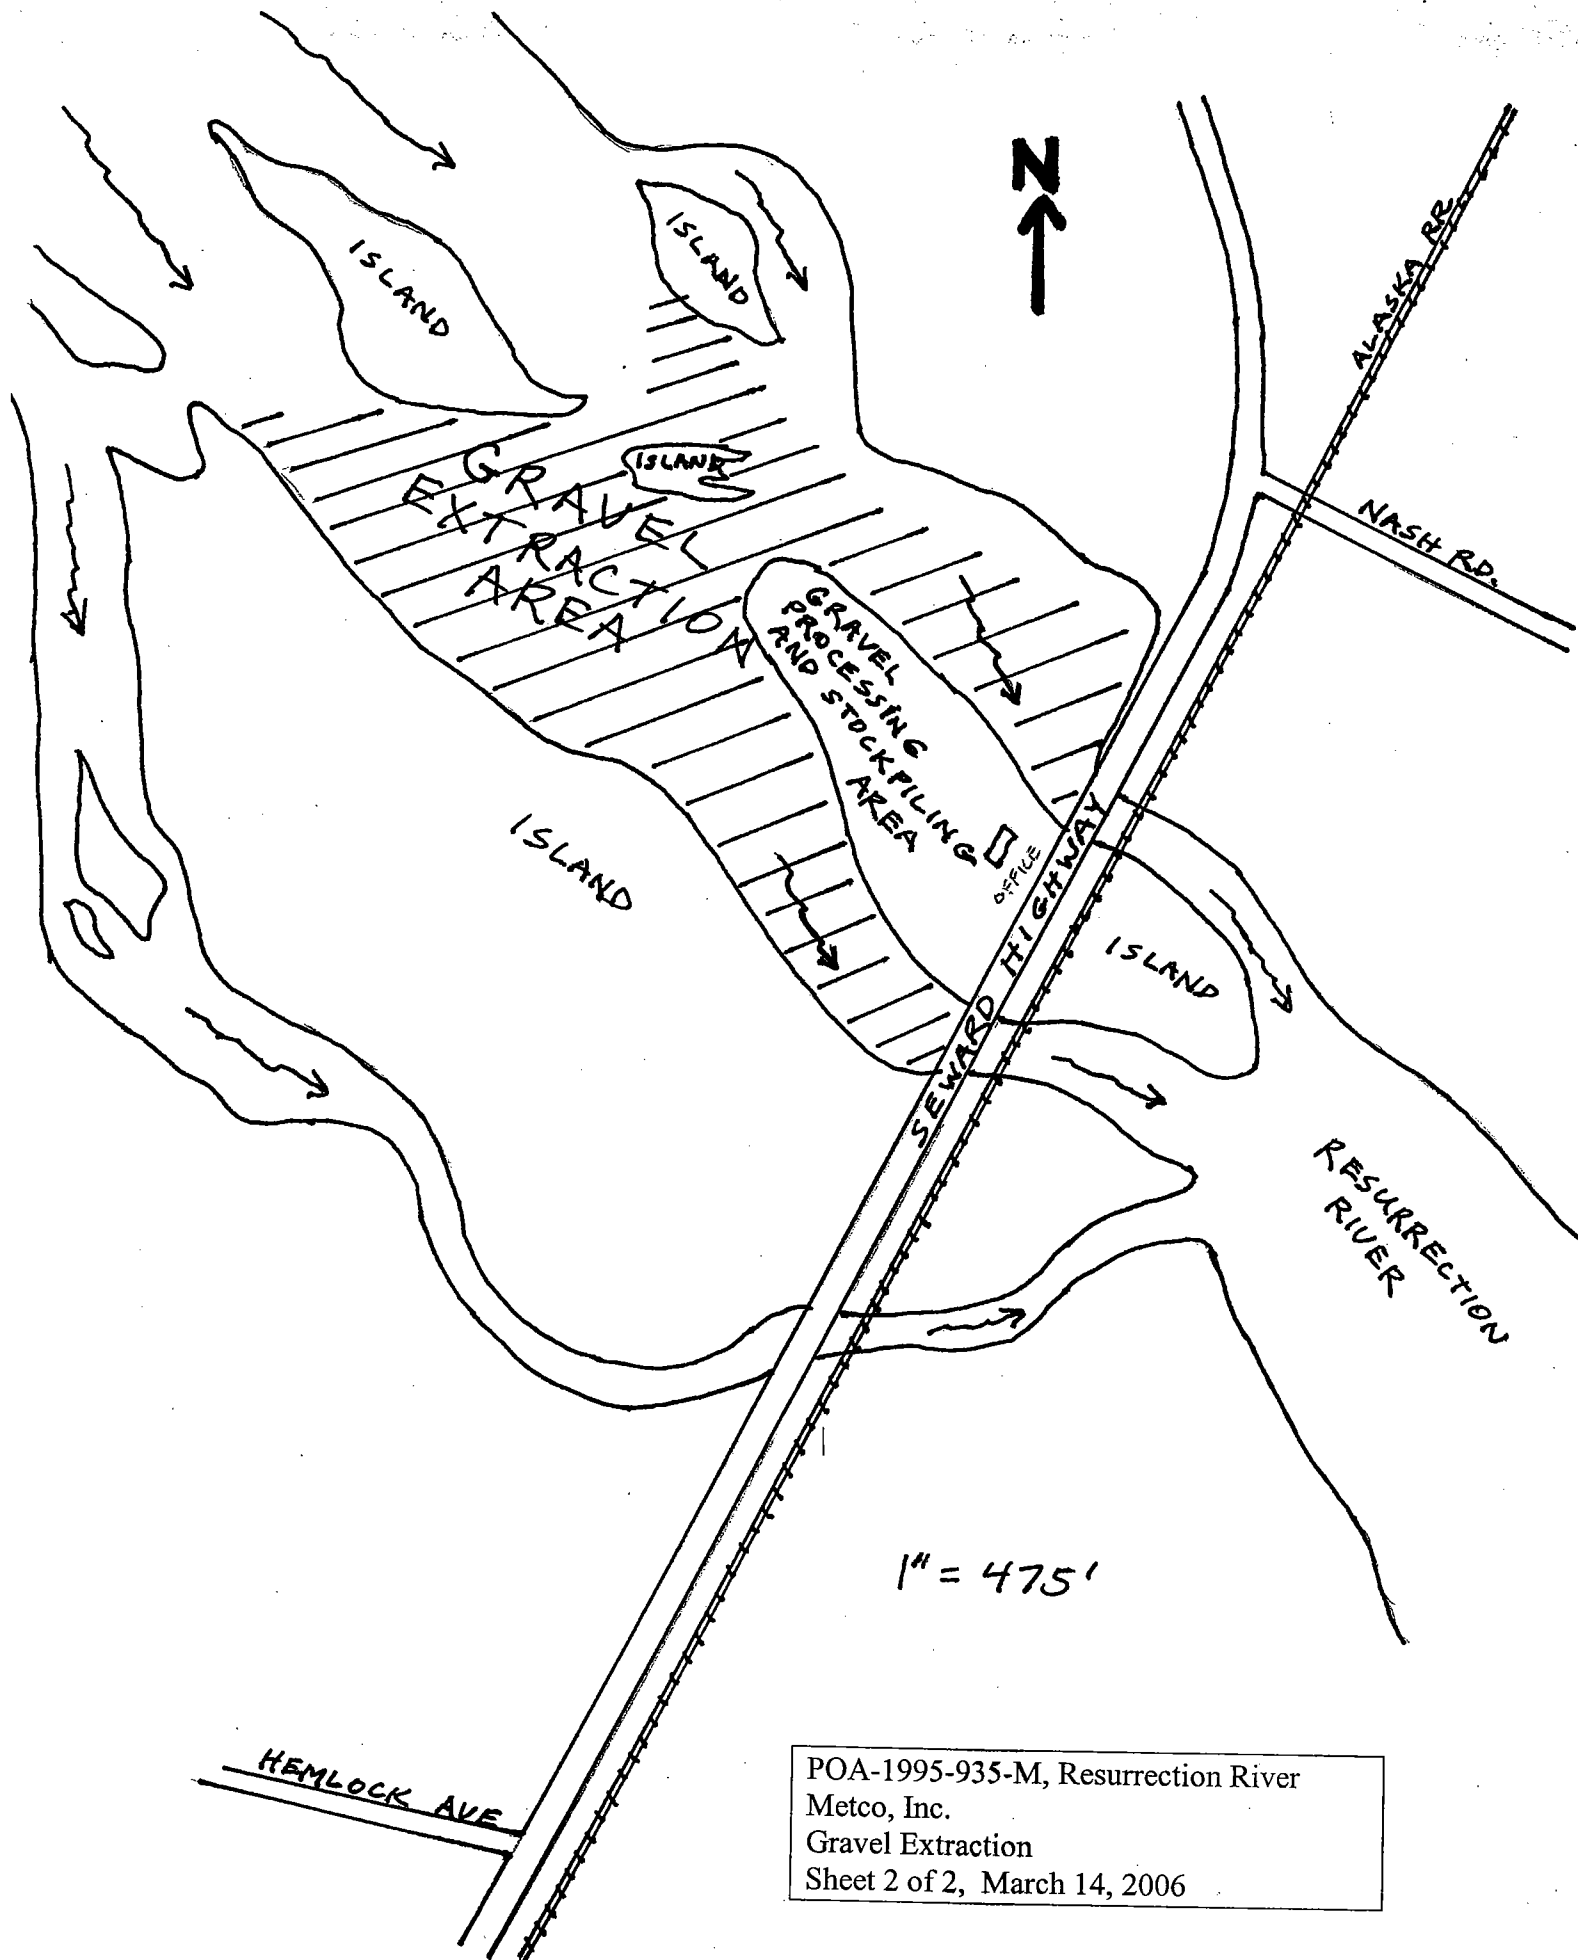 N
ALASKA RR
ISLAND
ISLAND
ISLAND
GRAVEL
EXTRACTION
AREA
NASH RD.
GRAVEL
PROCESSING
AND STOCKPILING
AREA
OFFICE
ISLAND
SEWARD HIGHWAY
ISLAND
RESURRECTION
RIVER
1" = 475'
HEMLOCK AVE
POA-1995-935-M, Resurrection River
Metco, Inc.
Gravel Extraction
Sheet 2 of 2, March 14, 2006